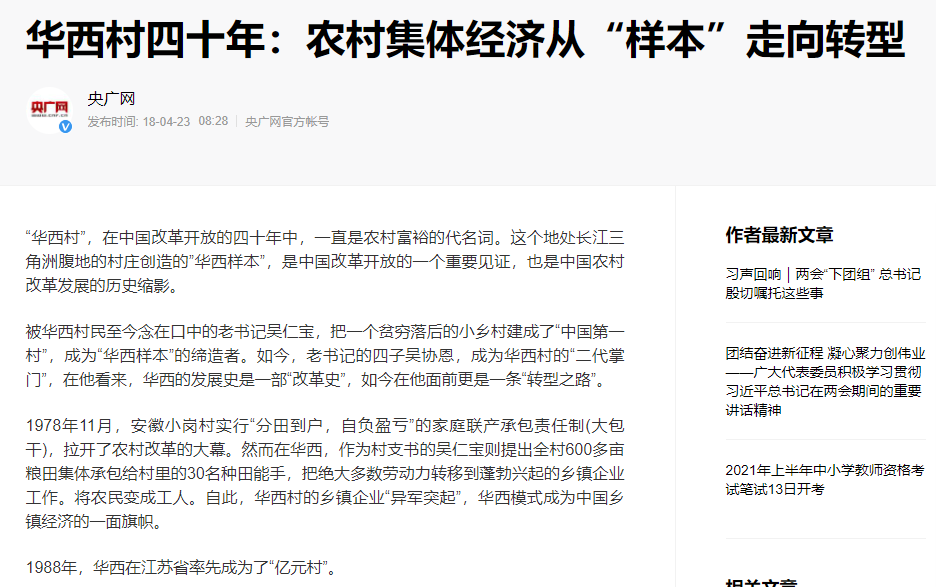 华西村四十年：农村集体经济从“样本”走向转型
央广网
央广网
发布时间: 18-04-23 08:28 央广网官方帐号
“华西村”，在中国改革开放的四十年中，一直是农村富裕的代名词。这个地处长江三
角洲腹地的村庄创造的”华西样本”，是中国改革开放的一个重要见证，也是中国农村
改革发展的历史缩影。
被华西村民至今念在口中的老书记吴仁宝，把一个贫穷落后的小乡村建成了“中国第一
村”，成为“华西样本”的缔造者。如今，老书记的四子吴协恩，成为华西村的“二代掌
门”，在他看来，华西的发展史是一部“改革史”，如今在他面前更是一条“转型之路”。
1978年11月，安徽小岗村实行“分田到户，自负盈亏”的家庭联产承包责任制(大包
干)，拉开了农村改革的大幕。然而在华西，作为村支书的吴仁宝则提出全村600多亩
粮田集体承包给村里的30名种田能手，把绝大多数劳动力转移到蓬勃兴起的乡镇企业
工作。将农民变成工人。自此，华西村的乡镇企业“异军突起”，华西模式成为中国乡
镇经济的一面旗帜。
1988年，华西在江苏省率先成为了“亿元村”。
作者最新文章
习声回响｜两会“下团组” 总书记
殷切嘱托这些事
团结奋进新征程 凝心聚力创伟业
——广大代表委员积极学习贯彻
习近平总书记在两会期间的重要
讲话精神
2021年上半年中小学教师资格考
试笔试13日开考
相关文章